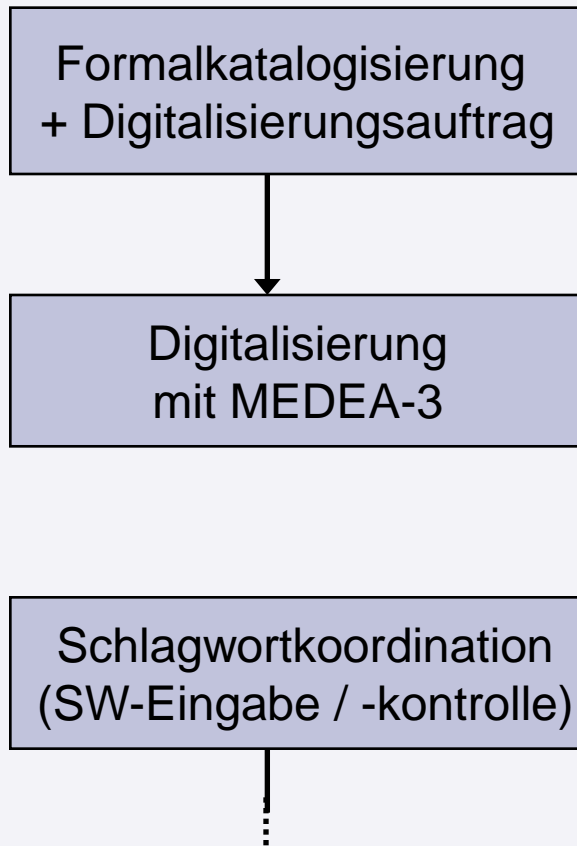 Formalkatalogisierung
+ Digitalisierungsauftrag
Digitalisierung
mit MEDEA-3
Schlagwortkoordination
(SW-Eingabe / -kontrolle)